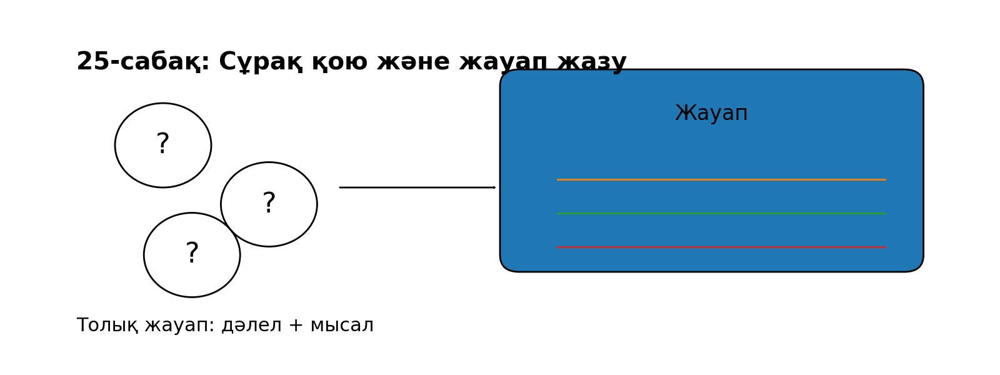 25-сабақ: Сұрақ қою және жауап жазу
Жауап
?
?
?
Толық жауап: дәлел + мысал